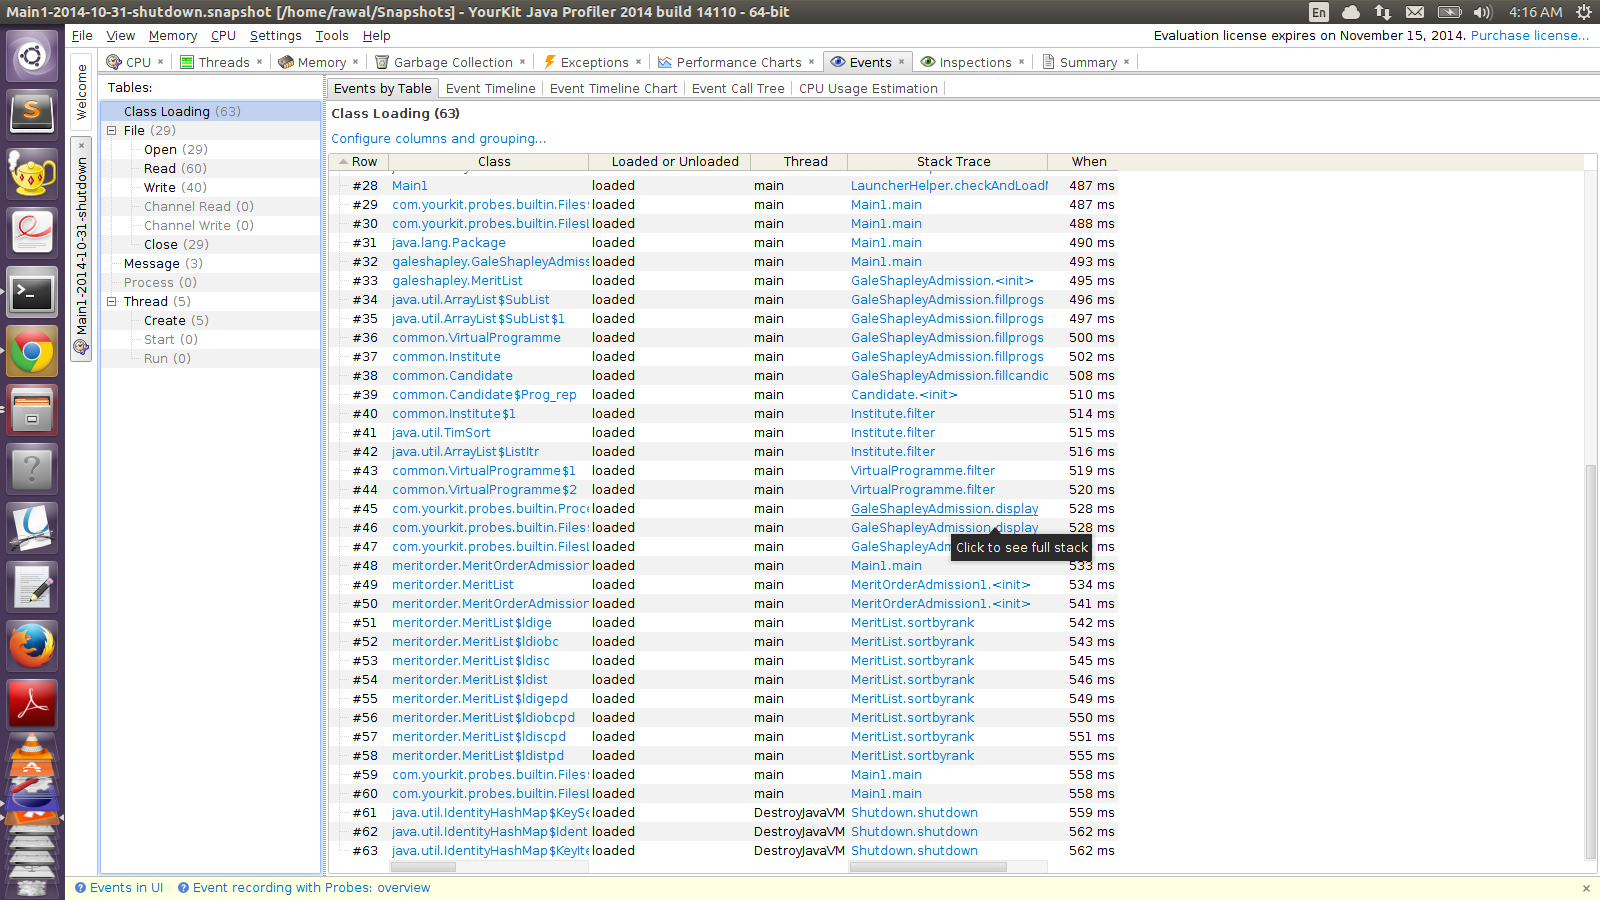 Main1-2014-10-31-shutdown.snapshot [/home/rawal/Snapshots] - YourKit Java Profiler 2014 build 14110 - 64-bit
En
4:16 AM
File View Memory CPU Settings Tools Help
Evaluation license expires on November 15, 2014. Purchase license...
Welcome
Main1-2014-10-31-shutdown
CPU Threads Memory Garbage Collection Exceptions Performance Charts Events Inspections Summary
Tables:
Class Loading (63)
File (29)
Open (29)
Read (60)
Write (40)
Channel Read (0)
Channel Write (0)
Close (29)
Message (3)
Process (0)
Thread (5)
Create (5)
Start (0)
Run (0)
Events by Table Event Timeline Event Timeline Chart Event Call Tree CPU Usage Estimation
Class Loading (63)
Configure columns and grouping...
Row Class Loaded or Unloaded Thread Stack Trace When
#28 Main1 loaded main LauncherHelper.checkAndLoadM 487 ms
#29 com.yourkit.probes.builtin.Files loaded main Main1.main 487 ms
#30 com.yourkit.probes.builtin.Files loaded main Main1.main 488 ms
#31 java.lang.Package loaded main Main1.main 490 ms
#32 galeshapley.GaleShapleyAdmiss loaded main Main1.main 493 ms
#33 galeshapley.MeritList loaded main GaleShapleyAdmission.<init> 495 ms
#34 java.util.ArrayList$SubList loaded main GaleShapleyAdmission.fillprogs 496 ms
#35 java.util.ArrayList$SubList$1 loaded main GaleShapleyAdmission.fillprogs 497 ms
#36 common.VirtualProgramme loaded main GaleShapleyAdmission.fillprogs 500 ms
#37 common.Institute loaded main GaleShapleyAdmission.fillprogs 502 ms
#38 common.Candidate loaded main GaleShapleyAdmission.fillcandic 508 ms
#39 common.Candidate$Prog_rep loaded main Candidate.<init> 510 ms
#40 common.Institute$1 loaded main Institute.filter 514 ms
#41 java.util.TimSort loaded main Institute.filter 515 ms
#42 java.util.ArrayList$ListItr loaded main Institute.filter 516 ms
#43 common.VirtualProgramme$1 loaded main VirtualProgramme.filter 519 ms
#44 common.VirtualProgramme$2 loaded main VirtualProgramme.filter 520 ms
#45 com.yourkit.probes.builtin.Proce loaded main GaleShapleyAdmission.display 528 ms
#46 com.yourkit.probes.builtin.Files loaded main GaleShapleyAdmission.display 528 ms
#47 com.yourkit.probes.builtin.Files loaded main GaleShapleyAdm ms
Click to see full stack
#48 meritorder.MeritOrderAdmission loaded main Main1.main 533 ms
#49 meritorder.MeritList loaded main MeritOrderAdmission1.<init> 534 ms
#50 meritorder.MeritOrderAdmission loaded main MeritOrderAdmission1.<init> 541 ms
#51 meritorder.MeritList$ldige loaded main MeritList.sortbyrank 542 ms
#52 meritorder.MeritList$ldiobc loaded main MeritList.sortbyrank 543 ms
#53 meritorder.MeritList$ldisc loaded main MeritList.sortbyrank 545 ms
#54 meritorder.MeritList$ldist loaded main MeritList.sortbyrank 546 ms
#55 meritorder.MeritList$ldigepd loaded main MeritList.sortbyrank 549 ms
#56 meritorder.MeritList$ldiobcpd loaded main MeritList.sortbyrank 550 ms
#57 meritorder.MeritList$ldiscpd loaded main MeritList.sortbyrank 551 ms
#58 meritorder.MeritList$ldistpd loaded main MeritList.sortbyrank 555 ms
#59 com.yourkit.probes.builtin.Files loaded main Main1.main 558 ms
#60 com.yourkit.probes.builtin.Files loaded main Main1.main 558 ms
#61 java.util.IdentityHashMap$KeySe loaded DestroyJavaVM Shutdown.shutdown 559 ms
#62 java.util.IdentityHashMap$Ident loaded DestroyJavaVM Shutdown.shutdown 562 ms
#63 java.util.IdentityHashMap$KeyIte loaded DestroyJavaVM Shutdown.shutdown 562 ms
Events in UI Event recording with Probes: overview